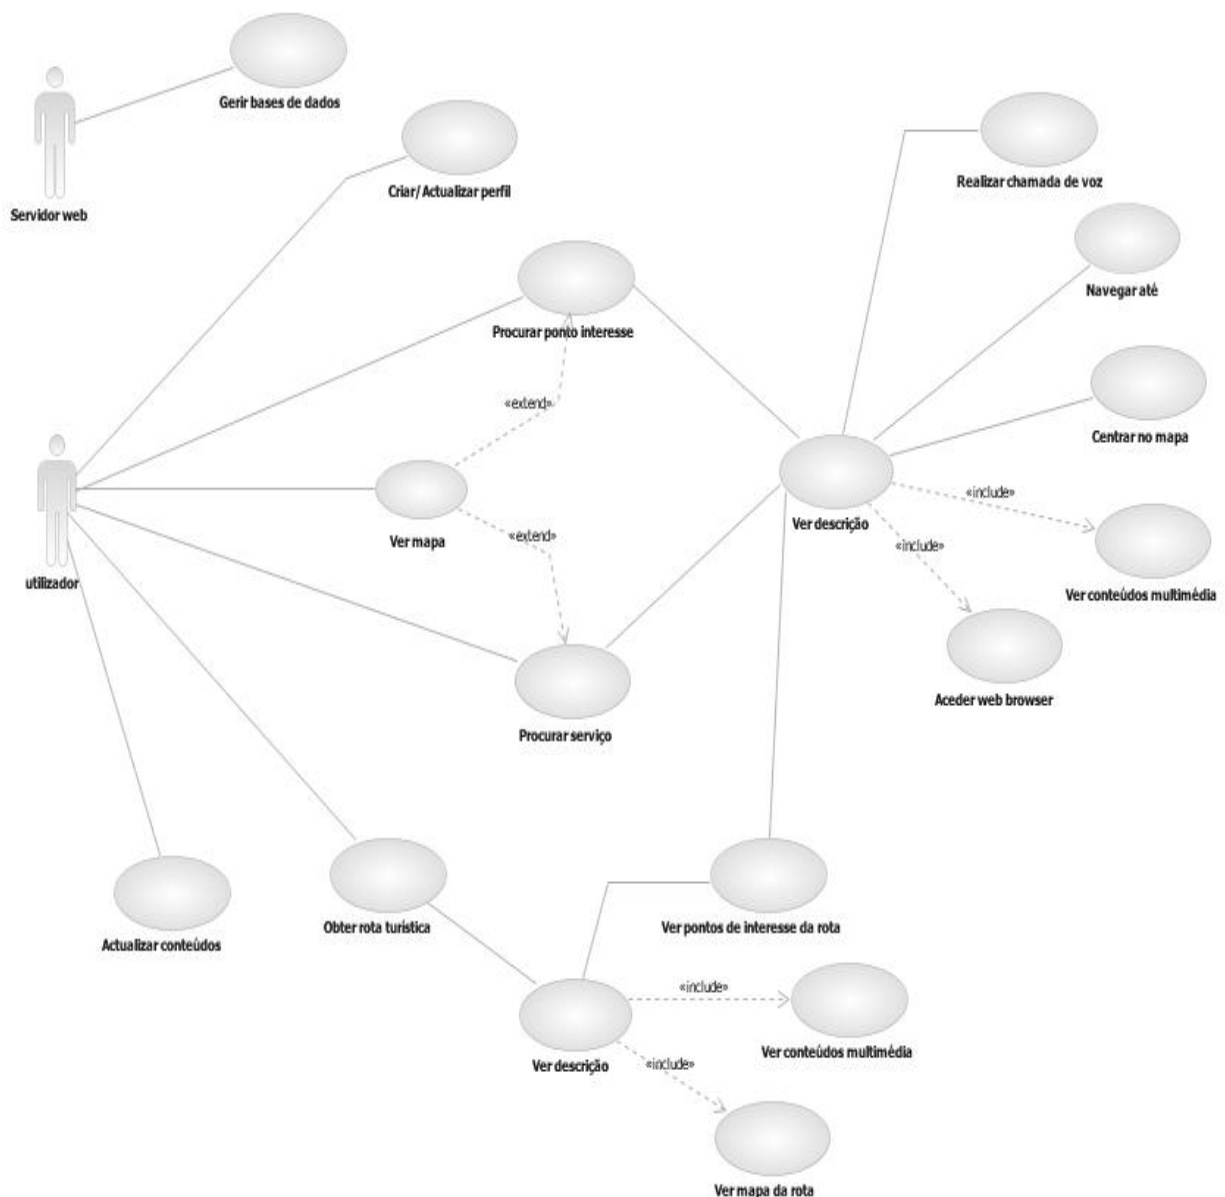 Gerir bases de dados
Criar/Actualizar perfil
Realizar chamada de voz
Servidor web
Navegar até
Procurar ponto interesse
«extend»
Centrar no mapa
«include»
Ver descrição
Ver mapa
«extend»
«include»
utilizador
Ver conteúdos multimédia
Aceder web browser
Procurar serviço
Obter rota turística
Ver pontos de interesse da rota
Actualizar conteúdos
«include»
Ver conteúdos multimédia
Ver descrição
«include»
Ver mapa da rota